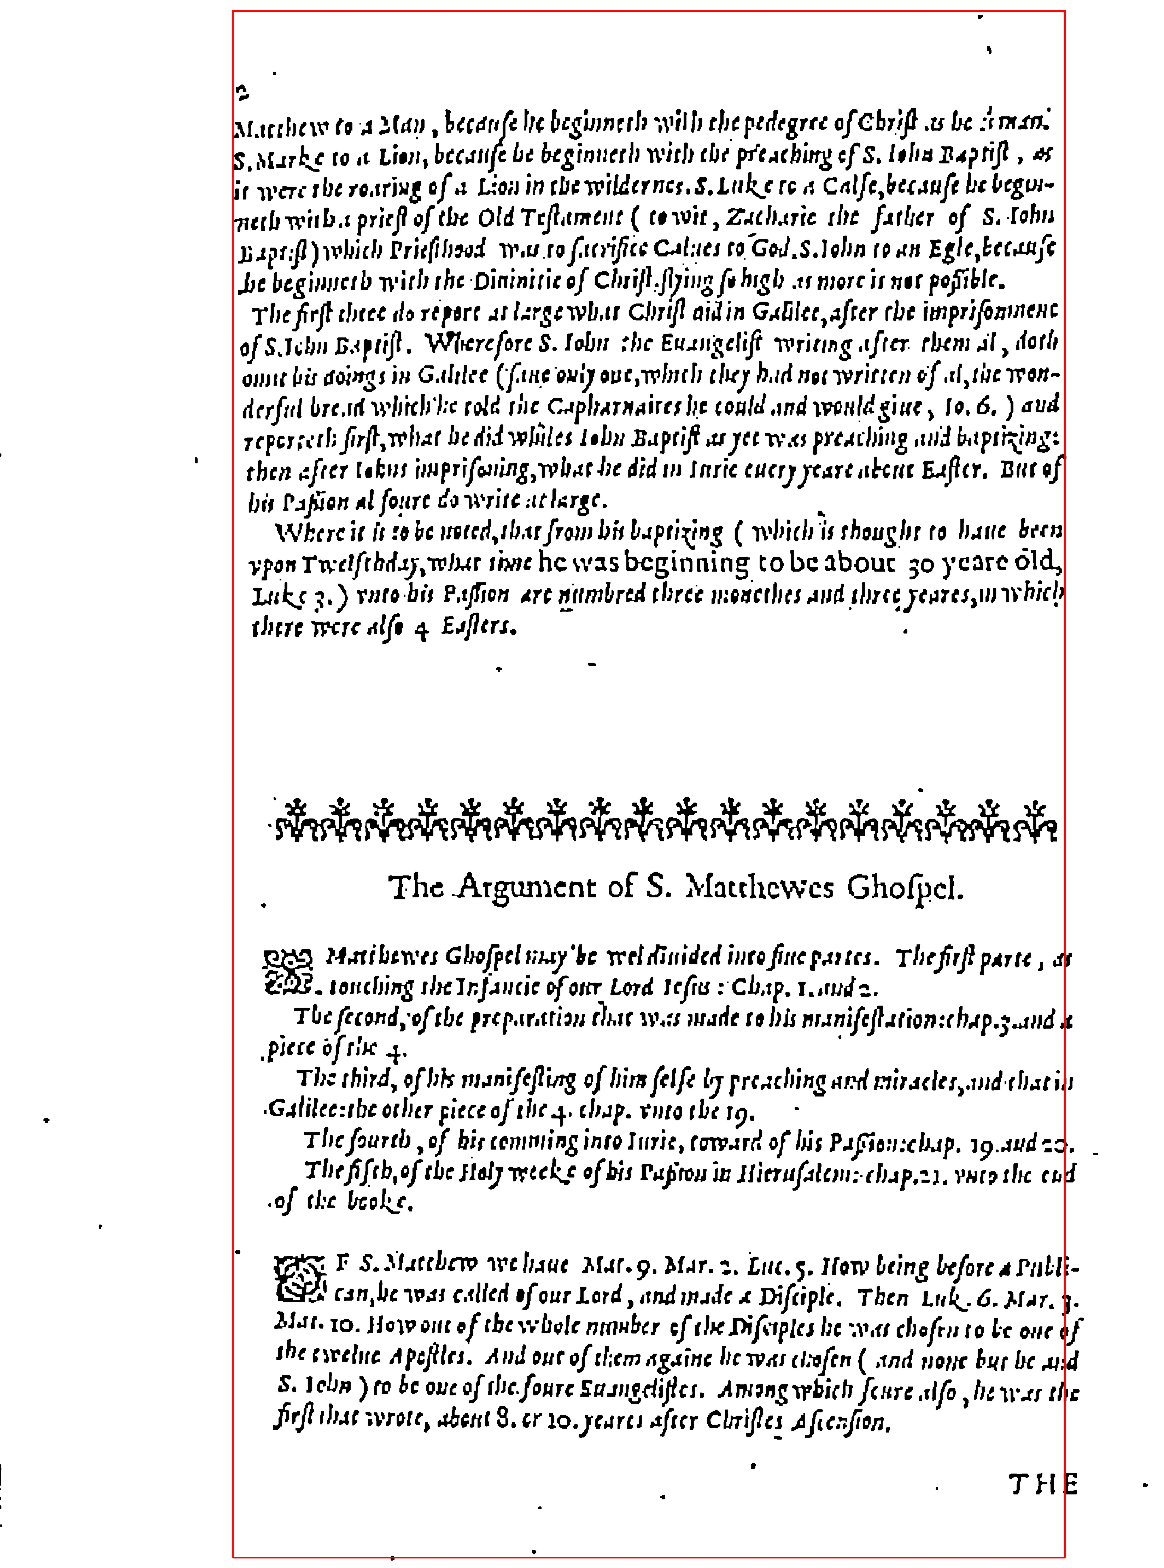 2
Matthew to a Man, becauſe he beginneth with the pedegree of Chriſt as he is man.
S. Marke to a Lion, becauſe he beginneth with the preaching of S. Iohn Baptiſt, as
it were the roaring of a Lion in the wildernes. S. Luke to a Calfe, becauſe he begin-
neth with a prieſt of the Old Teſtament (to wit, Zacharie the father of S. Iohn
Baptiſt) which Prieſthood was to ſacrifice Calues to God. S. Iohn to an Egle, becauſe
he beginneth with the Diuinitie of Chriſt, flying ſo high as more is not poſſible.
The firſt three do report at large what Chriſt did in Galilee, after the impriſonment
of S. Iohn Baptiſt. Wherefore S. Iohn the Euangeliſt writing after them al, doth
omit his doings in Galilee (ſaue only one, which they had not written of al, the won-
derful bread which he told the Capharnaites he could and would giue, Io. 6.) and
reporteth firſt, what he did whiles Iohn Baptiſt as yet was preaching and baptizing:
then after Iohns impriſoning, what he did in Iurie euery yeare about Eaſter. But of
his Paſſion al foure do write at large.
Where it is to be noted, that from his baptizing (which is thought to haue been
vpon Twelfthday, what time he was beginning to be about 30 yeare old,
Luke 3.) vnto his Paſſion are numbred three monethes and three yeares, in which
there were alſo 4 Eaſters.
The Argument of S. Matthewes Ghoſpel.
S. Matthewes Ghoſpel may be wel diuided into fiue partes. The firſt parte, as
touching the Infancie of our Lord Ieſus: Chap. 1. and 2.
The ſecond, of the preparation that was made to his manifeſtation: chap. 3. and a
piece of the 4.
The third, of his manifeſting of him ſelfe by preaching and miracles, and that in
Galilee: the other piece of the 4. chap. vnto the 19.
The fourth, of his comming into Iurie, toward of his Paſſion: chap. 19. and 20.
The fifth, of the Holy weeke of his Paſſion in Hieruſalem: chap. 21. vnto the end
of the booke.
OF S. Matthew we haue Mat. 9. Mar. 2. Luc. 5. How being before a Publi-
can, he was called of our Lord, and made a Diſciple. Then Luk. 6. Mar. 3.
Mat. 10. How out of the whole number of the Diſciples he was choſen to be one of
the twelue Apoſtles. And out of them againe he was choſen (and none but he and
S. Iohn) to be one of the foure Euangeliſtes. Among which foure alſo, he was the
firſt that wrote, about 8. or 10. yeares after Chriſtes Aſcenſion.
THE